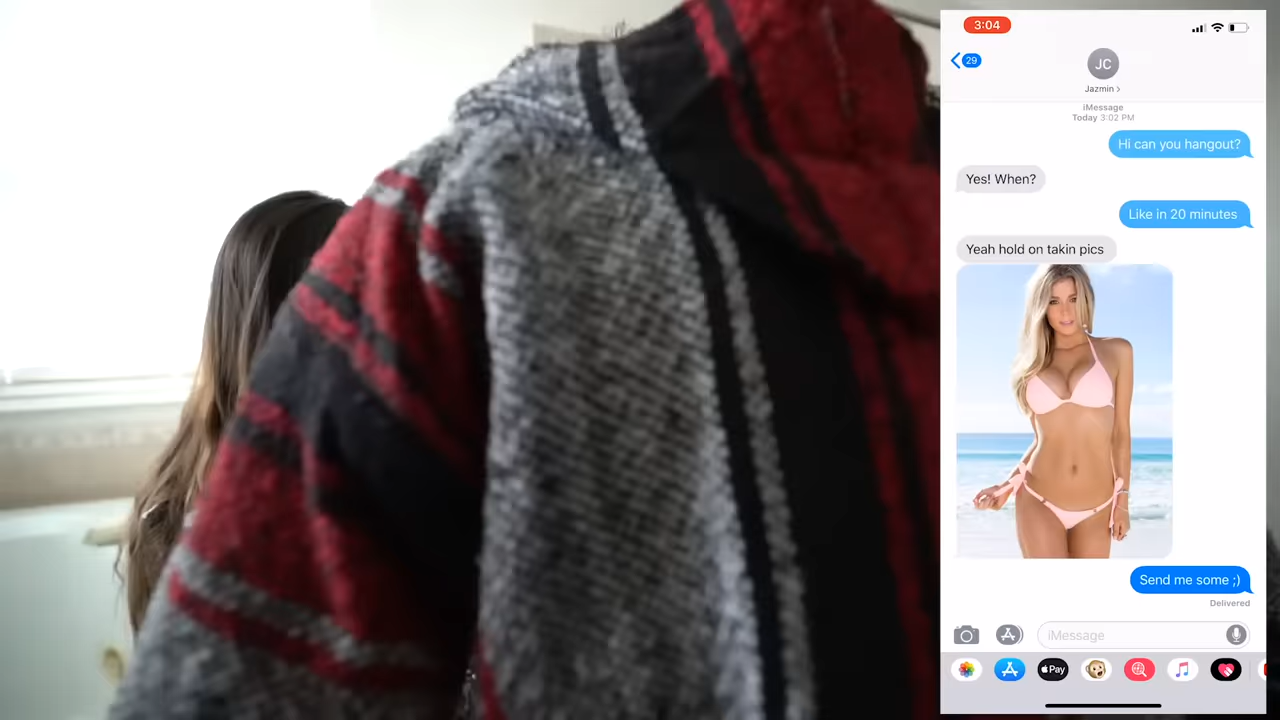 3:04
29
JC
Jazmin
iMessage
Today 3:02 PM
Hi can you hangout?
Yes! When?
Like in 20 minutes
Yeah hold on takin pics
Send me some ;)
Delivered
iMessage
Pay